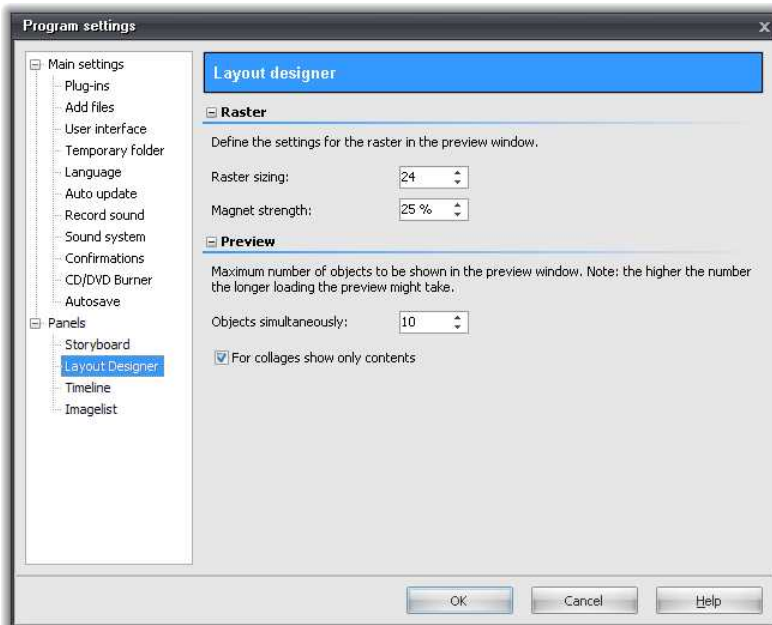 Program settings
x
Main settings
Plug-ins
Add files
User interface
Temporary folder
Language
Auto update
Record sound
Sound system
Confirmations
CD/DVD Burner
Autosave
Panels
Storyboard
Layout Designer
Timeline
Imagelist
Layout designer
Raster
Define the settings for the raster in the preview window.
Raster sizing: 24
Magnet strength: 25 %
Preview
Maximum number of objects to be shown in the preview window. Note: the higher the number
the longer loading the preview might take.
Objects simultaneously: 10
For collages show only contents
OK Cancel Help